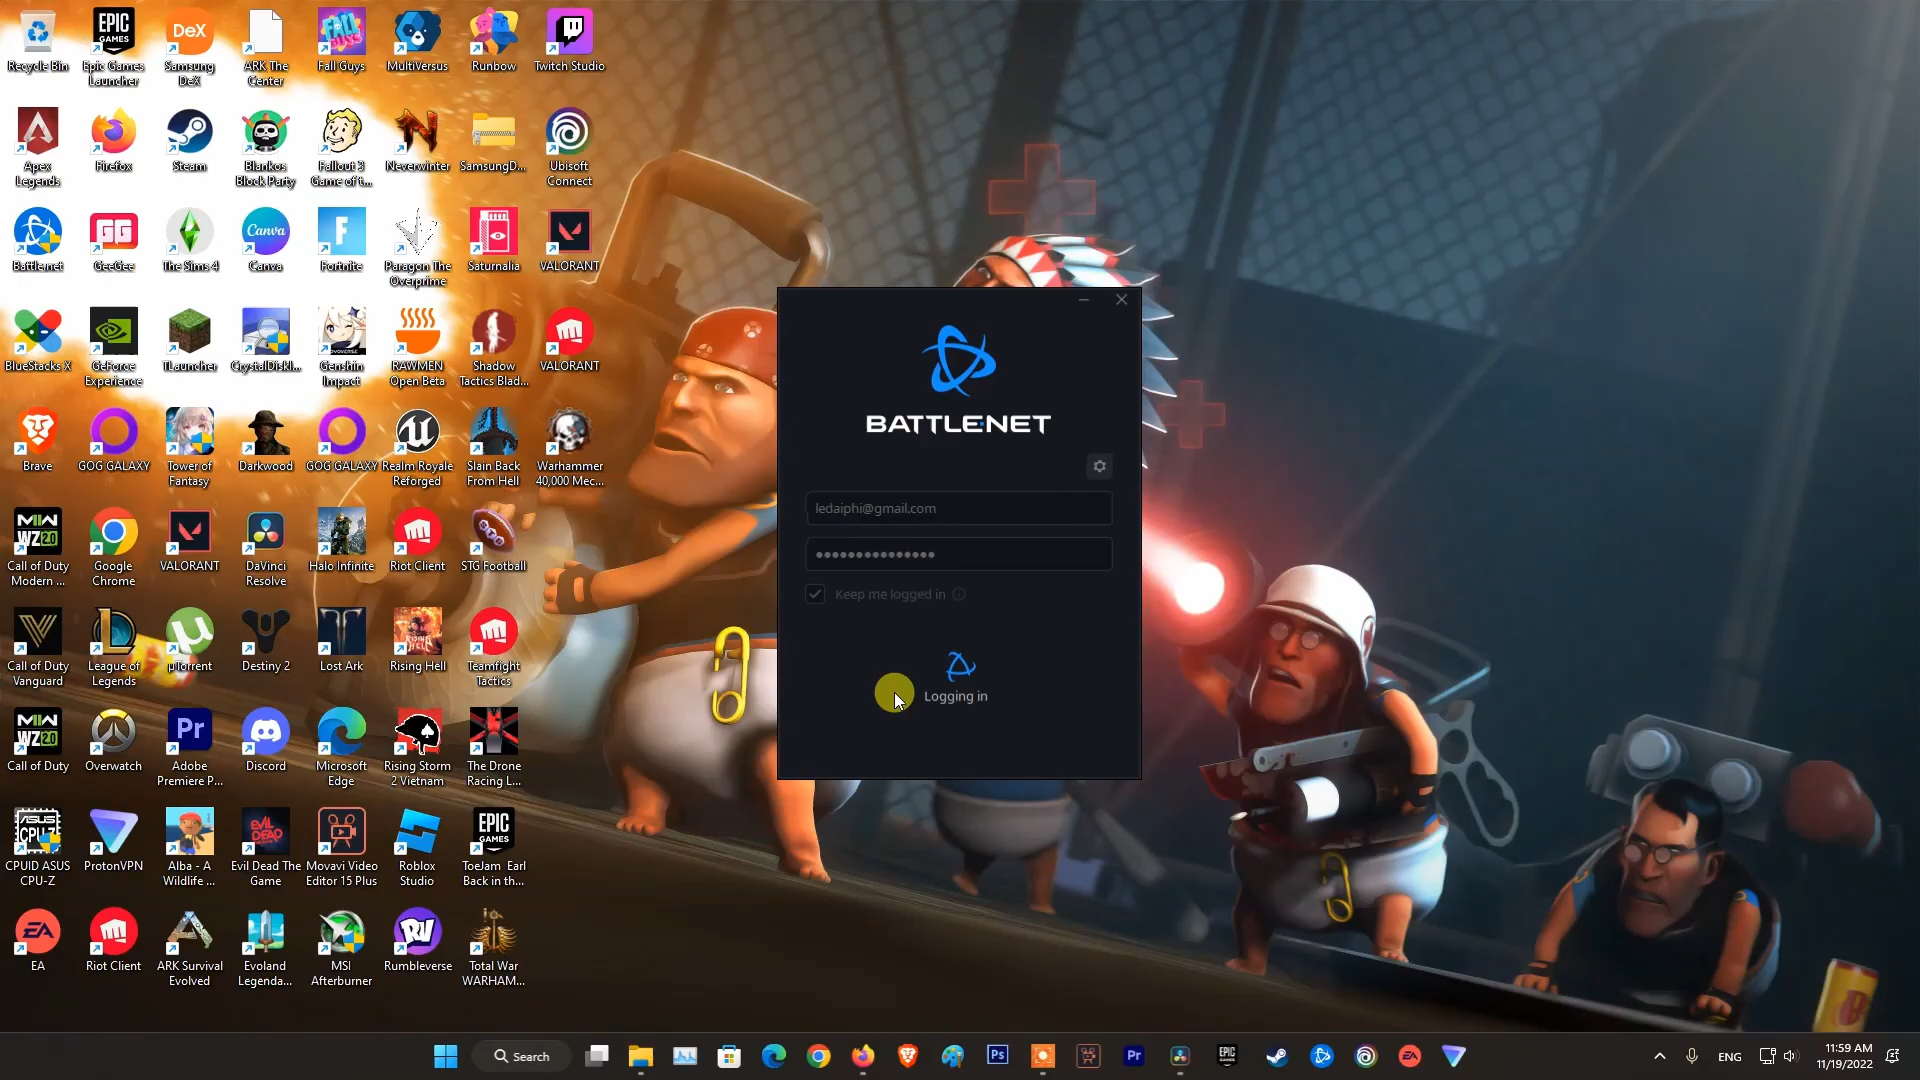 Recycle Bin
Epic Games
Launcher
Samsung
DeX
ARK The
Center
Fall Guys
MultiVersus
Runbow
Twitch Studio
Apex
Legends
Firefox
Steam
Blankos
Block Party
Fallout 3
Game of t...
Neverwinter
SamsungD...
Ubisoft
Connect
Battle.net
GeeGee
The Sims 4
Canva
Fortnite
Paragon The
Overprime
Saturnalia
VALORANT
BlueStacks X
GeForce
Experience
TLauncher
CrystalDiskI...
Genshin
Impact
RAWMEN
Open Beta
Shadow
Tactics Blad...
VALORANT
Brave
GOG GALAXY
Tower of
Fantasy
Darkwood
GOG GALAXY
Realm Royale
Reforged
Slain Back
From Hell
Warhammer
40,000 Mec...
Call of Duty
Modern ...
Google
Chrome
VALORANT
DaVinci
Resolve
Halo Infinite
Riot Client
STG Football
Call of Duty
Vanguard
League of
Legends
µTorrent
Destiny 2
Lost Ark
Rising Hell
Teamfight
Tactics
Call of Duty
Overwatch
Adobe
Premiere P...
Discord
Microsoft
Edge
Rising Storm
2 Vietnam
The Drone
Racing L...
CPUID ASUS
CPU-Z
ProtonVPN
Alba - A
Wildlife ...
Evil Dead The
Game
Movavi Video
Editor 15 Plus
Roblox
Studio
ToeJam Earl
Back in th...
EA
Riot Client
ARK Survival
Evolved
Evoland
Legenda...
MSI
Afterburner
Rumbleverse
Total War
WARHAM...
BATTLE.NET
ledaiphi@gmail.com
Keep me logged in
Logging in
Search
ENG
11:59 AM
11/19/2022